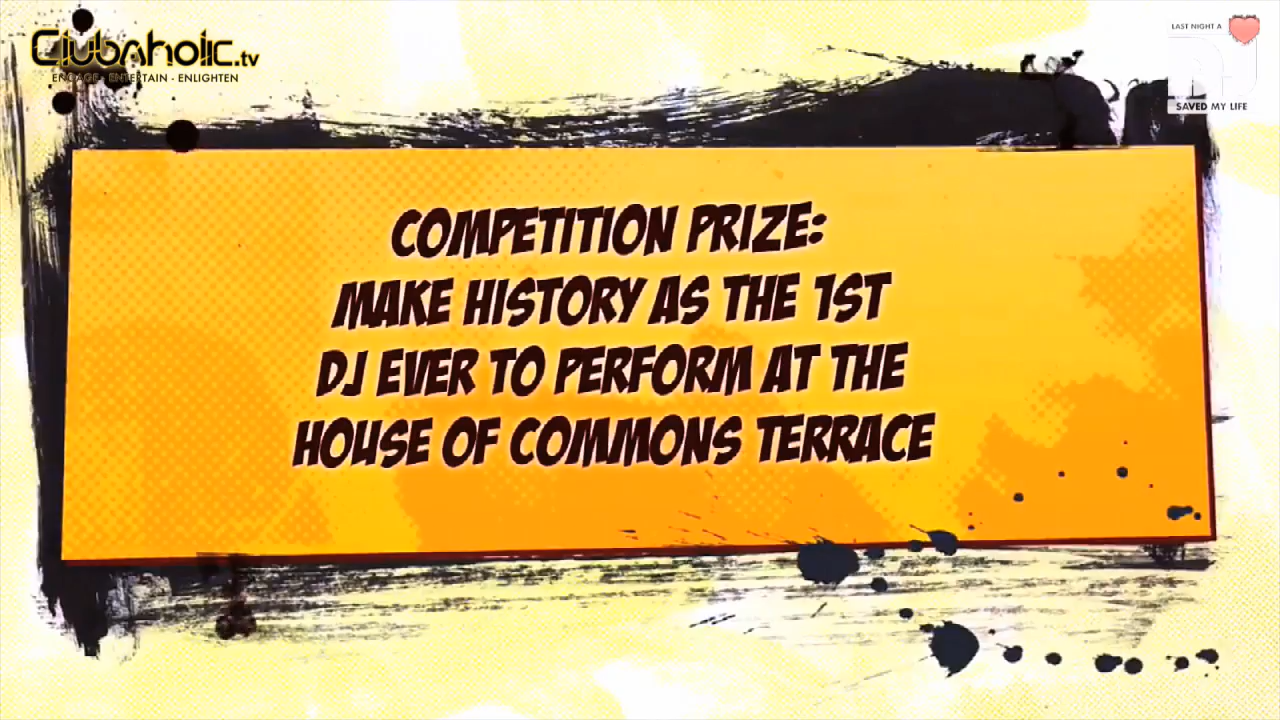 Clubaholic.tv
ENGAGE - ENTERTAIN - ENLIGHTEN
LAST NIGHT A
DJ
SAVED MY LIFE
COMPETITION PRIZE:
MAKE HISTORY AS THE 1ST
DJ EVER TO PERFORM AT THE
HOUSE OF COMMONS TERRACE